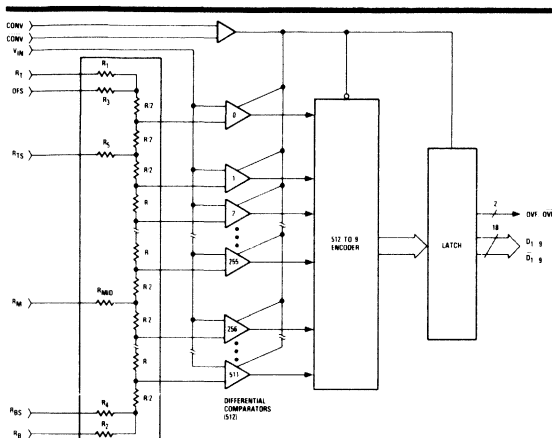 CONV
CONV
VIN
RT
R1
OFS
R3
R/2
0
R/2
RTS
R5
R/2
1
R
2
R
255
512 TO 9
ENCODER
LATCH
2
OVF OVF
18
D1 9
D1 9
RM
RMID
R/2
R/2
256
R
511
R/2
RBS
R4
RB
R2
DIFFERENTIAL
COMPARATORS
(512)